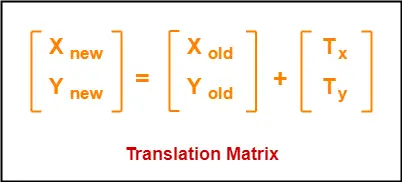 X new = X old + Tx
Y new Y old Ty
Translation Matrix